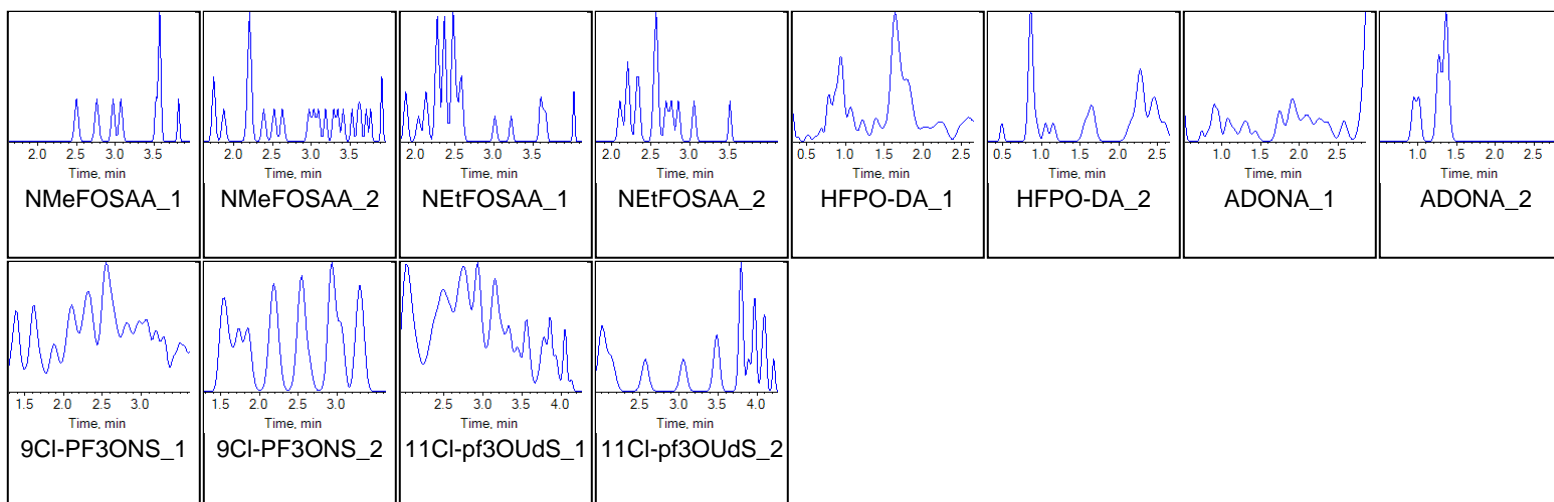 2.0 2.5 3.0 3.5
Time, min
NMeFOSAA_1
2.0 2.5 3.0 3.5
Time, min
NMeFOSAA_2
2.0 2.5 3.0 3.5
Time, min
NEtFOSAA_1
2.0 2.5 3.0 3.5
Time, min
NEtFOSAA_2
0.5 1.0 1.5 2.0 2.5
Time, min
HFPO-DA_1
0.5 1.0 1.5 2.0 2.5
Time, min
HFPO-DA_2
1.0 1.5 2.0 2.5
Time, min
ADONA_1
1.0 1.5 2.0 2.5
Time, min
ADONA_2
1.5 2.0 2.5 3.0
Time, min
9Cl-PF3ONS_1
1.5 2.0 2.5 3.0
Time, min
9Cl-PF3ONS_2
2.5 3.0 3.5 4.0
Time, min
11Cl-pf3OUdS_1
2.5 3.0 3.5 4.0
Time, min
11Cl-pf3OUdS_2